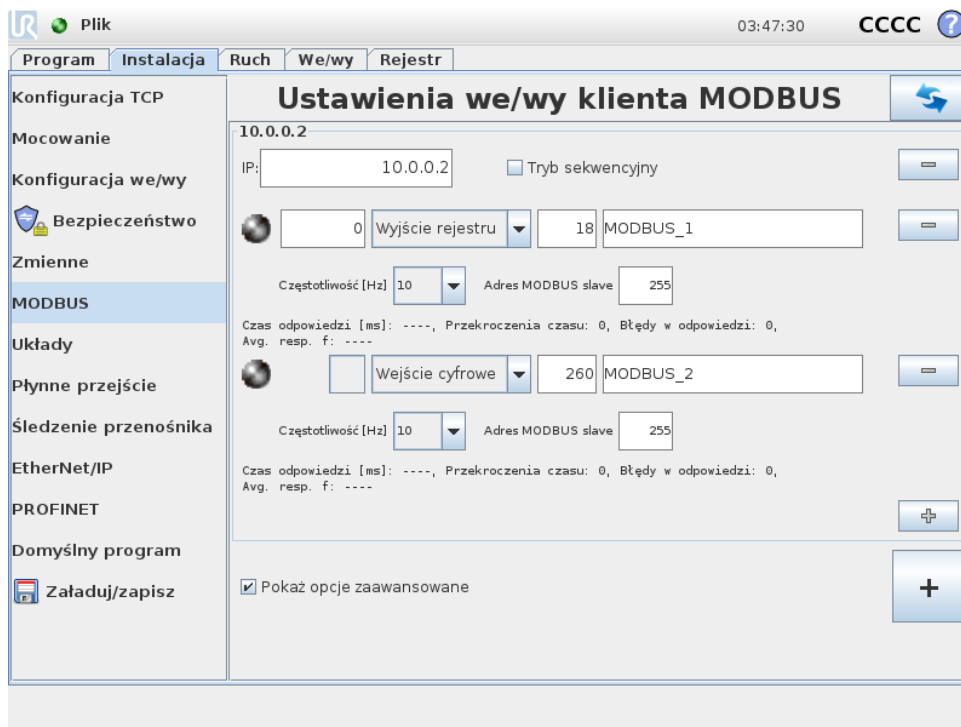 UR Plik 03:47:30 CCCC ?
Program Instalacja Ruch We/wy Rejestr
Konfiguracja TCP
Mocowanie
Konfiguracja we/wy
Bezpieczeństwo
Zmienne
MODBUS
Układy
Płynne przejście
Śledzenie przenośnika
EtherNet/IP
PROFINET
Domyślny program
Załaduj/zapisz
Ustawienia we/wy klienta MODBUS
10.0.0.2
IP: 10.0.0.2 Tryb sekwencyjny
0 Wyjście rejestru 18 MODBUS_1
Częstotliwość [Hz] 10 Adres MODBUS slave 255
Czas odpowiedzi [ms]: ----, Przekroczenia czasu: 0, Błędy w odpowiedzi: 0,
Avg. resp. f: ----
Wejście cyfrowe 260 MODBUS_2
Częstotliwość [Hz] 10 Adres MODBUS slave 255
Czas odpowiedzi [ms]: ----, Przekroczenia czasu: 0, Błędy w odpowiedzi: 0,
Avg. resp. f: ----
Pokaż opcje zaawansowane